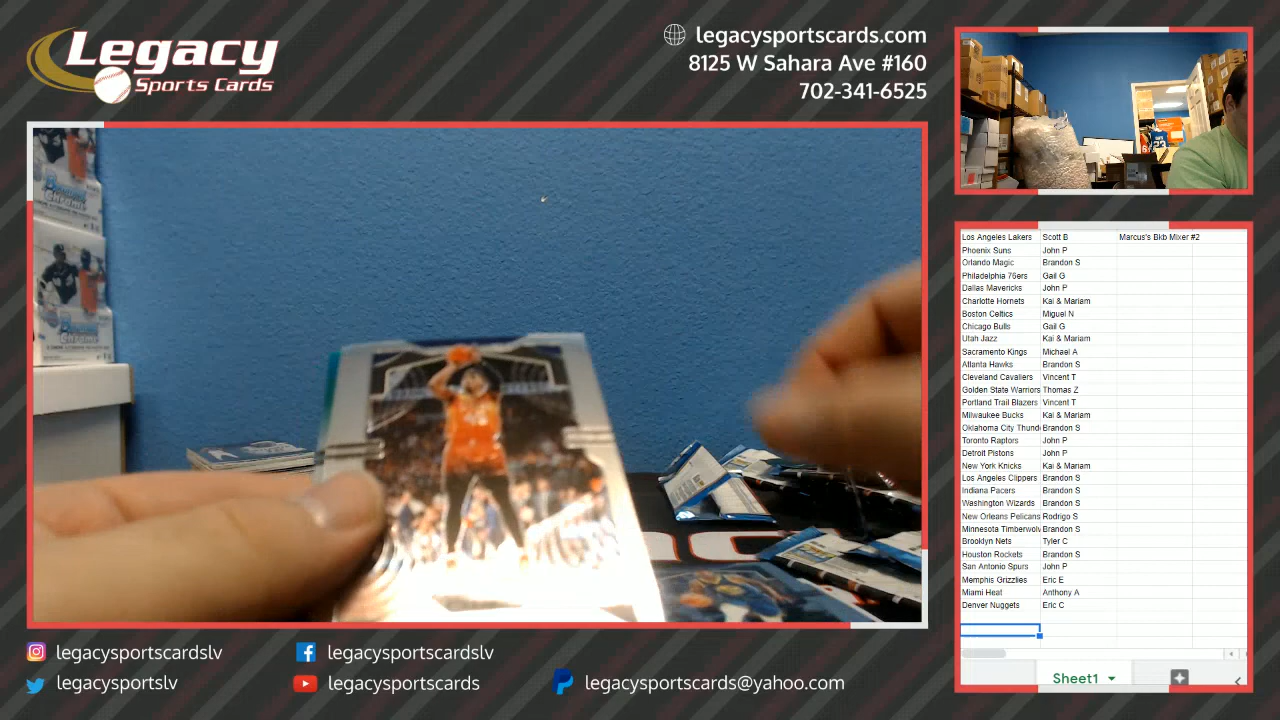 Legacy
Sports Cards
legacysportscards.com
8125 W Sahara Ave #160
702-341-6525
Los Angeles Lakers Scott B Marcus's Bkb Mixer #2
Phoenix Suns John P
Orlando Magic Brandon S
Philadelphia 76ers Gail G
Dallas Mavericks John P
Charlotte Hornets Kai & Mariam
Boston Celtics Miguel N
Chicago Bulls Gail G
Utah Jazz Kai & Mariam
Sacramento Kings Michael A
Atlanta Hawks Brandon S
Cleveland Cavaliers Vincent T
Golden State Warriors Thomas Z
Portland Trail Blazers Vincent T
Milwaukee Bucks Kai & Mariam
Oklahoma City Thund Brandon S
Toronto Raptors John P
Detroit Pistons John P
New York Knicks Kai & Mariam
Los Angeles Clippers Brandon S
Indiana Pacers Brandon S
Washington Wizards Brandon S
New Orleans Pelicans Rodrigo S
Minnesota Timberwolv Brandon S
Brooklyn Nets Tyler C
Houston Rockets Brandon S
San Antonio Spurs John P
Memphis Grizzlies Eric E
Miami Heat Anthony A
Denver Nuggets Eric C
Sheet1
legacysportscardslv
legacysportscardslv
legacysportslv
legacysportscards
legacysportscards@yahoo.com